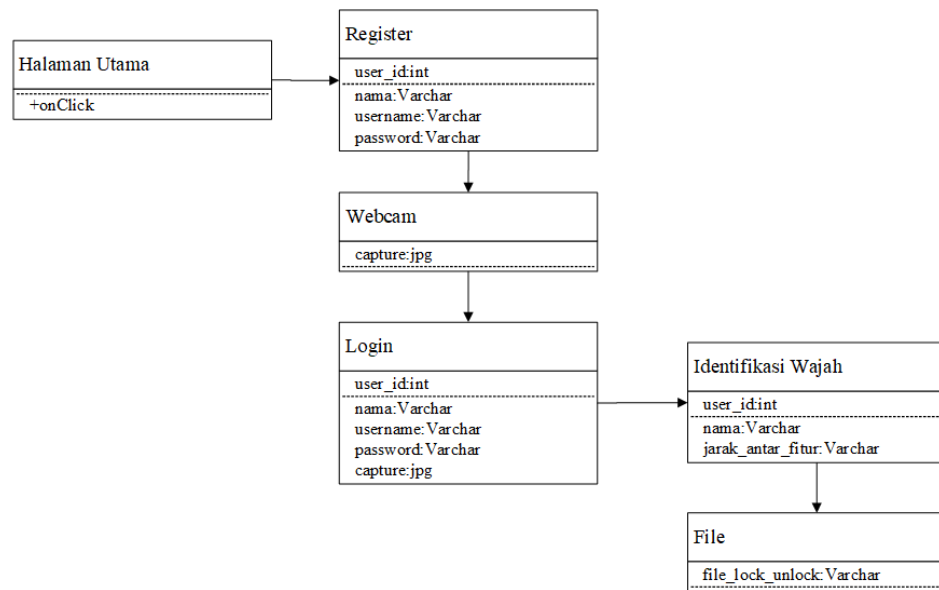 Halaman Utama
+onClick
Register
user_id:int
nama:Varchar
username:Varchar
password:Varchar
Webcam
capture:jpg
Login
user_id:int
nama:Varchar
username:Varchar
password:Varchar
capture:jpg
Identifikasi Wajah
user_id:int
nama:Varchar
jarak_antar_fitur:Varchar
File
file_lock_unlock:Varchar